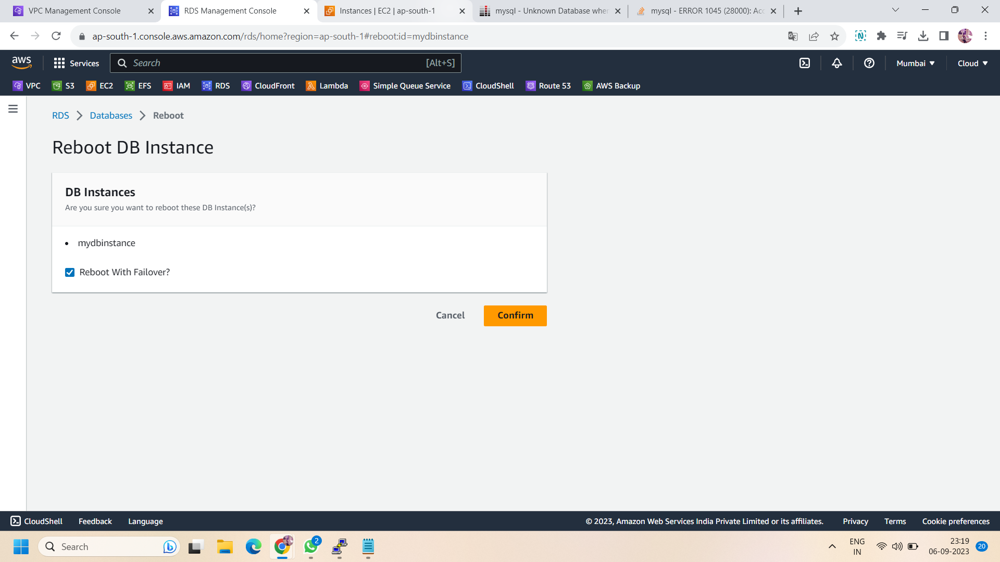 VPC Management Console
RDS Management Console
Instances | EC2 | ap-south-1
mysql - Unknown Database wher
mysql - ERROR 1045 (28000): Acc
ap-south-1.console.aws.amazon.com/rds/home?region=ap-south-1#reboot:id=mydbinstance
aws
Services
Search
[Alt+S]
Mumbai
Cloud
VPC
S3
EC2
EFS
IAM
RDS
CloudFront
Lambda
Simple Queue Service
CloudShell
Route 53
AWS Backup
RDS
Databases
Reboot
Reboot DB Instance
DB Instances
Are you sure you want to reboot these DB Instance(s)?
• mydbinstance
Reboot With Failover?
Cancel
Confirm
CloudShell
Feedback
Language
© 2023, Amazon Web Services India Private Limited or its affiliates.
Privacy
Terms
Cookie preferences
Search
2
ENG
IN
23:19
06-09-2023
20